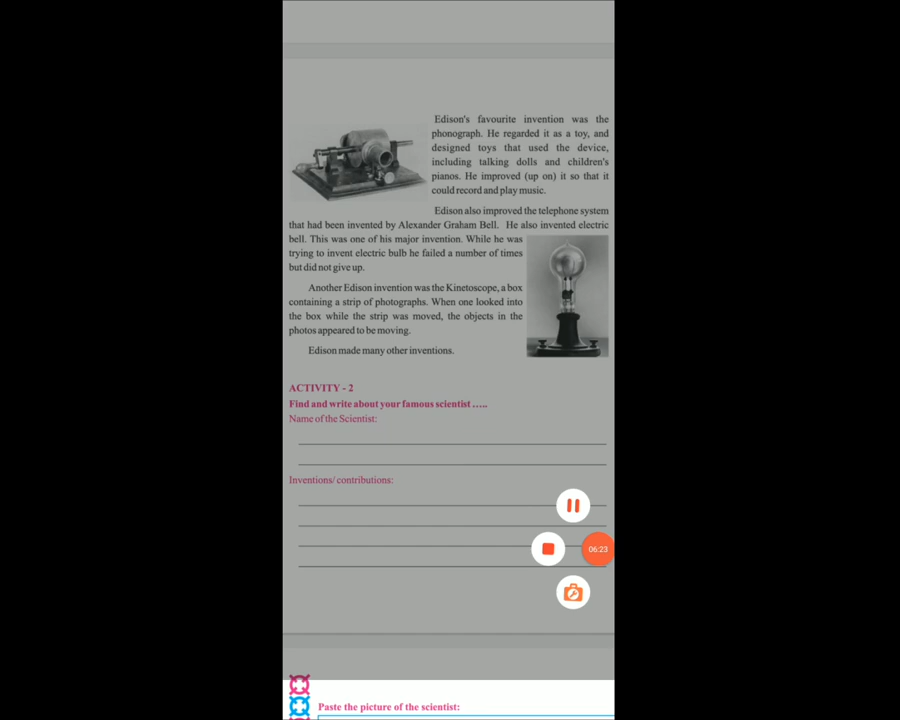 Edison's favourite invention was the
phonograph. He regarded it as a toy, and
designed toys that used the device,
including talking dolls and children's
pianos. He improved (up on) it so that it
could record and play music.
Edison also improved the telephone system
that had been invented by Alexander Graham Bell. He also invented electric
bell. This was one of his major invention. While he was
trying to invent electric bulb he failed a number of times
but did not give up.
Another Edison invention was the Kinetoscope, a box
containing a strip of photographs. When one looked into
the box while the strip was moved, the objects in the
photos appeared to be moving.
Edison made many other inventions.
ACTIVITY - 2
Find and write about your famous scientist .....
Name of the Scientist:
Inventions/ contributions:
06:23
Paste the picture of the scientist: